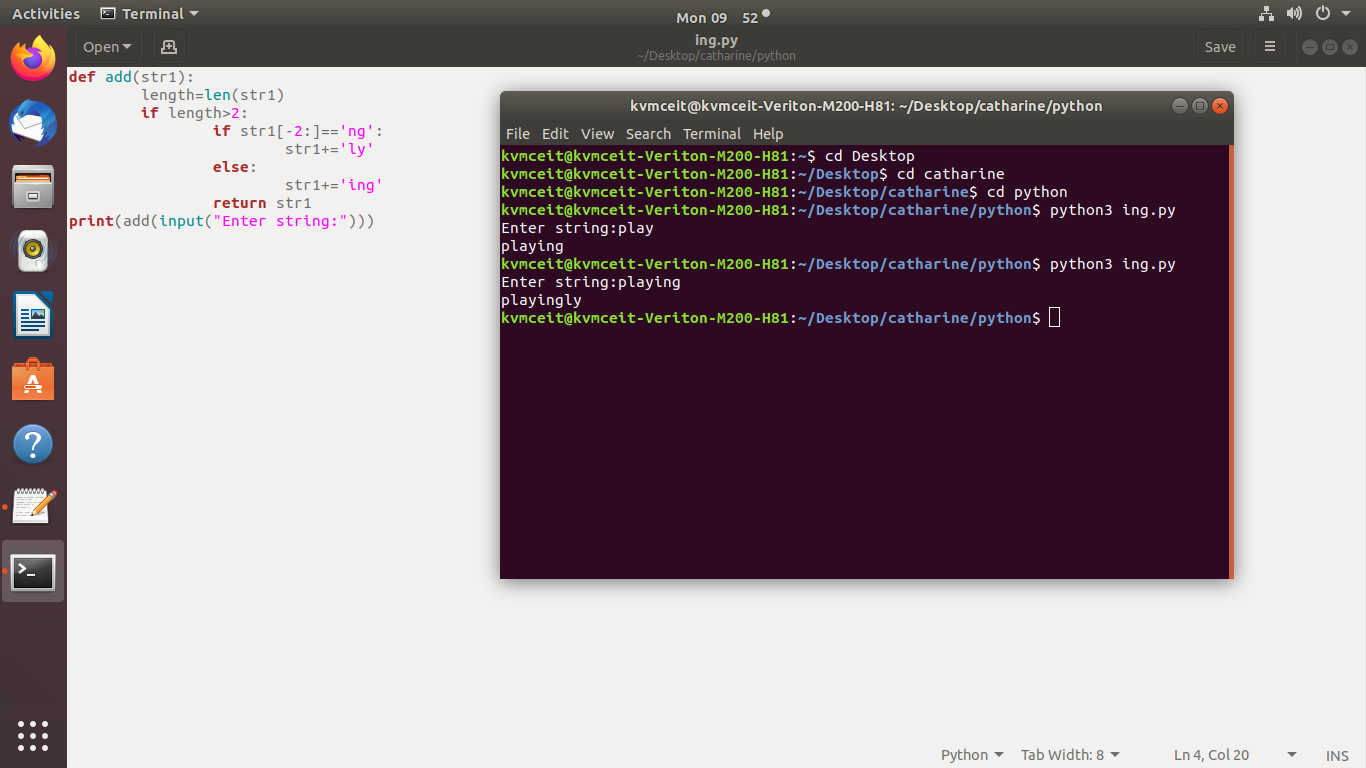 Activities Terminal Mon 09 52
Open ing.py Save
~/Desktop/catharine/python
def add(str1):
        length=len(str1)
        if length>2:
                if str1[-2:]=='ng':
                        str1+='ly'
                else:
                        str1+='ing'
                return str1
print(add(input("Enter string:")))
kvmceit@kvmceit-Veriton-M200-H81: ~/Desktop/catharine/python
File Edit View Search Terminal Help
kvmceit@kvmceit-Veriton-M200-H81:~$ cd Desktop
kvmceit@kvmceit-Veriton-M200-H81:~/Desktop$ cd catharine
kvmceit@kvmceit-Veriton-M200-H81:~/Desktop/catharine$ cd python
kvmceit@kvmceit-Veriton-M200-H81:~/Desktop/catharine/python$ python3 ing.py
Enter string:play
playing
kvmceit@kvmceit-Veriton-M200-H81:~/Desktop/catharine/python$ python3 ing.py
Enter string:playing
playingly
kvmceit@kvmceit-Veriton-M200-H81:~/Desktop/catharine/python$
Python Tab Width: 8 Ln 4, Col 20 INS